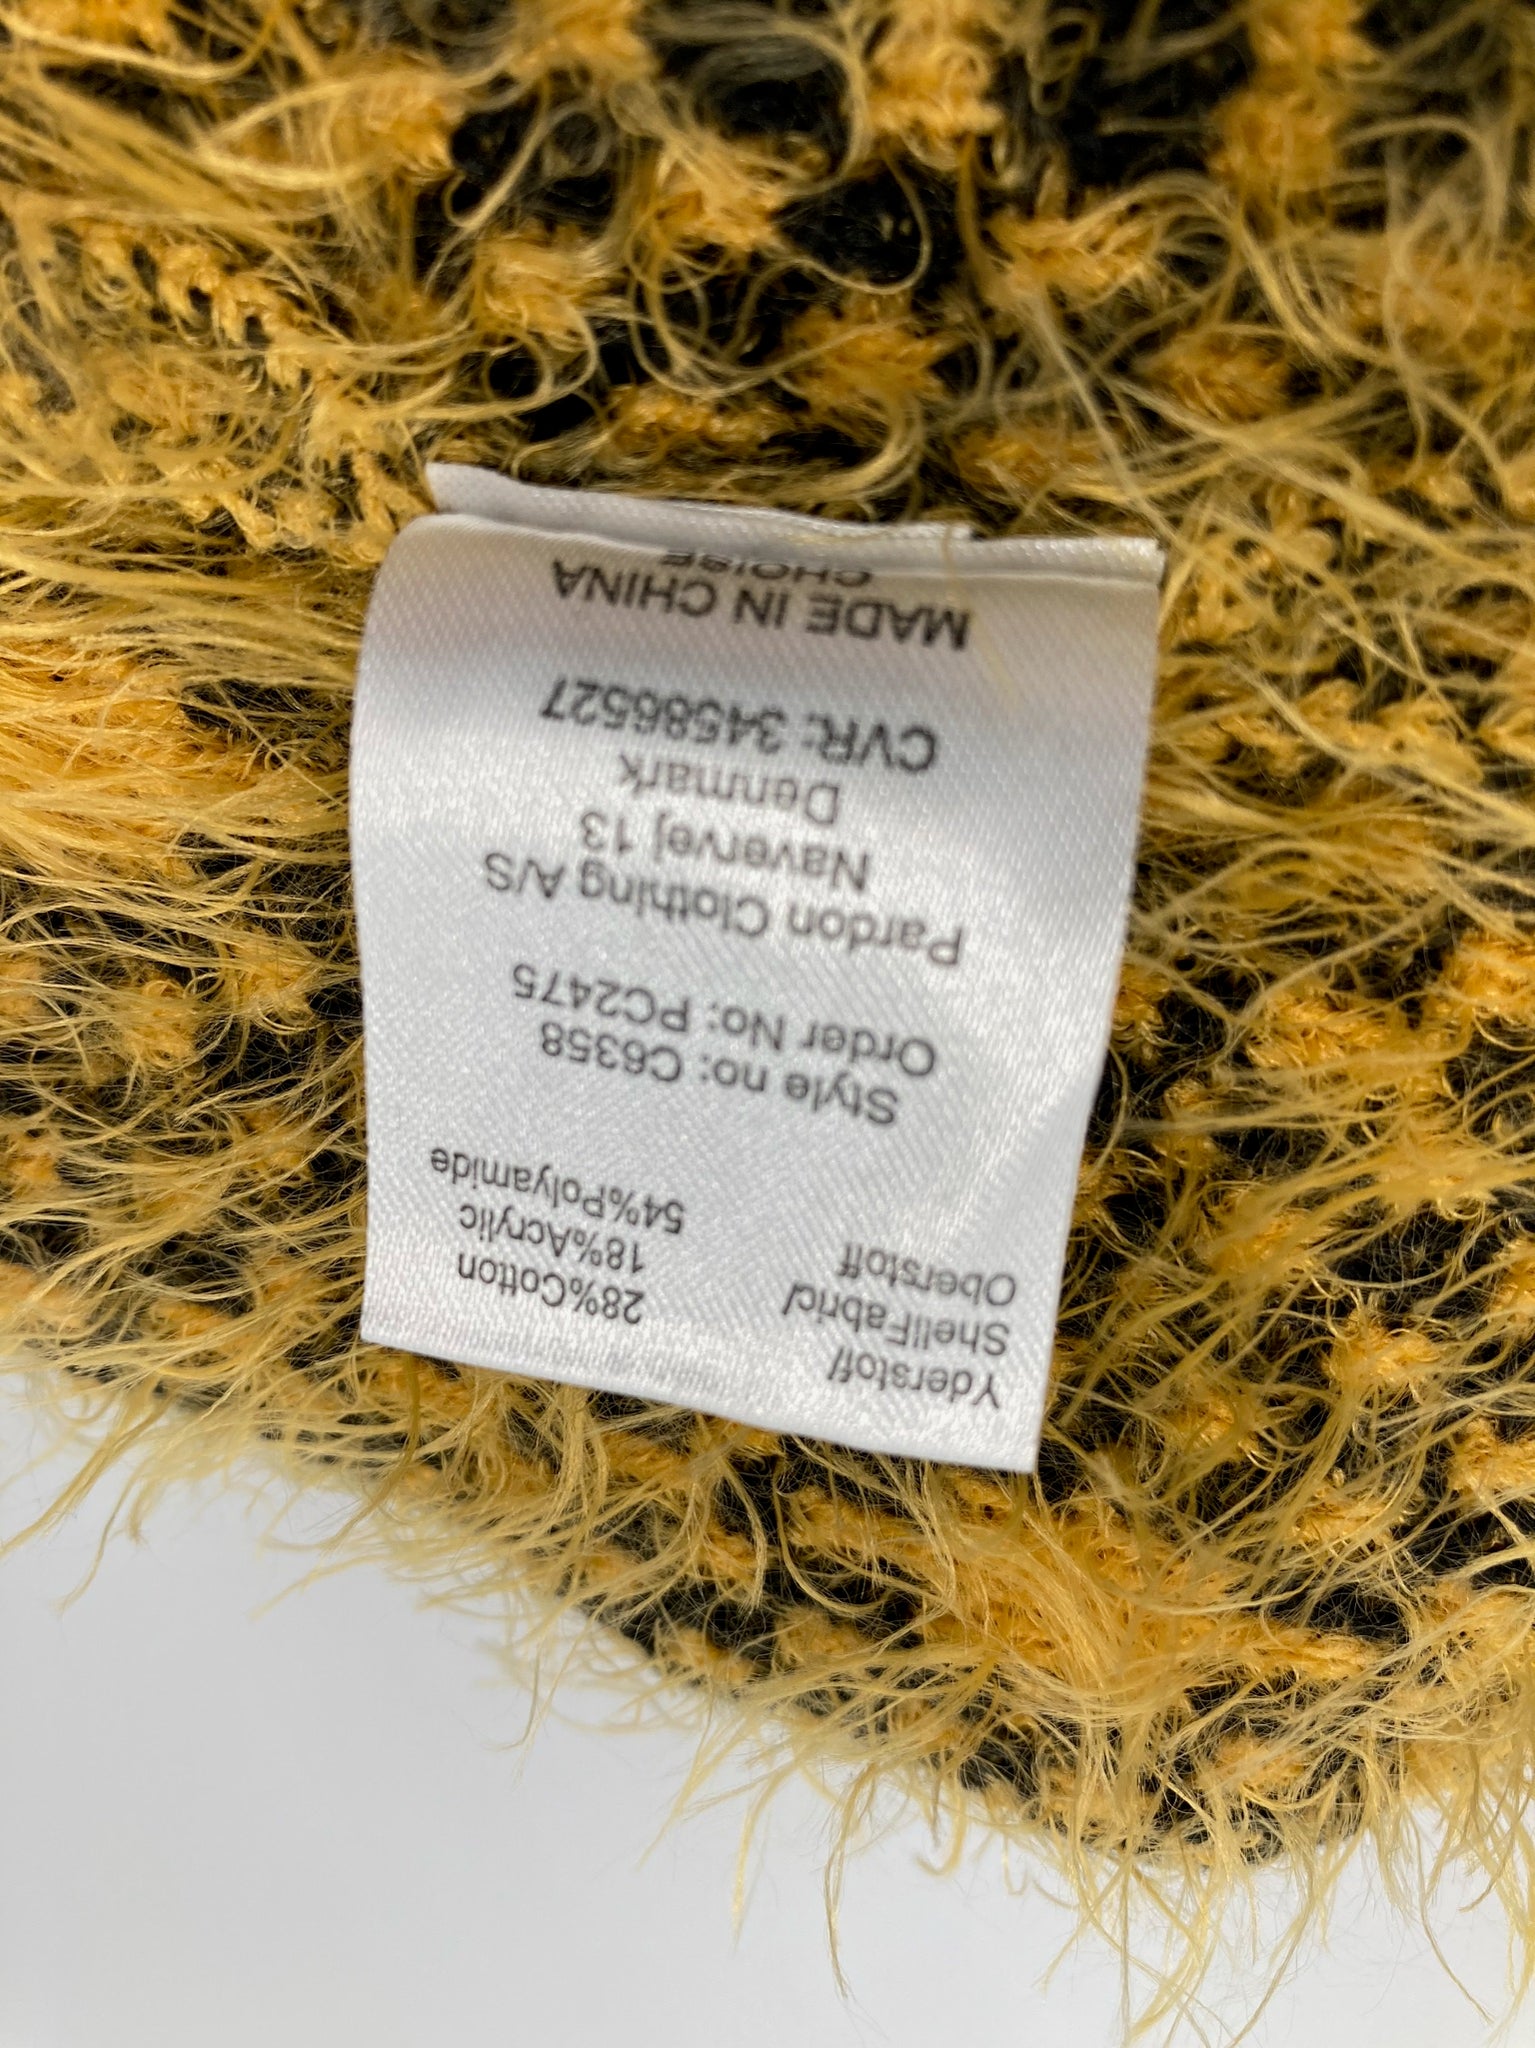 Yderstof/ 28%Cotton
ShellFabric/ 18%Acrylic
Oberstoff 54%Polyamide
Style no: C6358
Order No: PC2475
Pardon Clothing A/S
Navervej 13
Denmark
CVR: 34586527
MADE IN CHINA
CHOISE